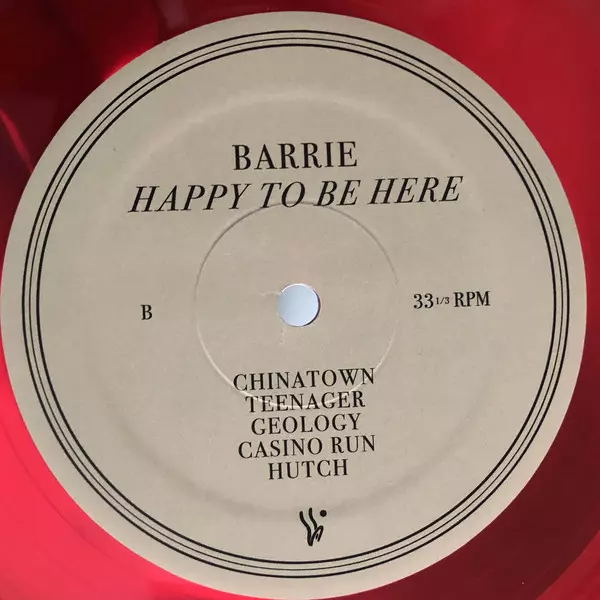 BARRIE
HAPPY TO BE HERE
B
33 1/3 RPM
CHINATOWN
TEENAGER
GEOLOGY
CASINO RUN
HUTCH